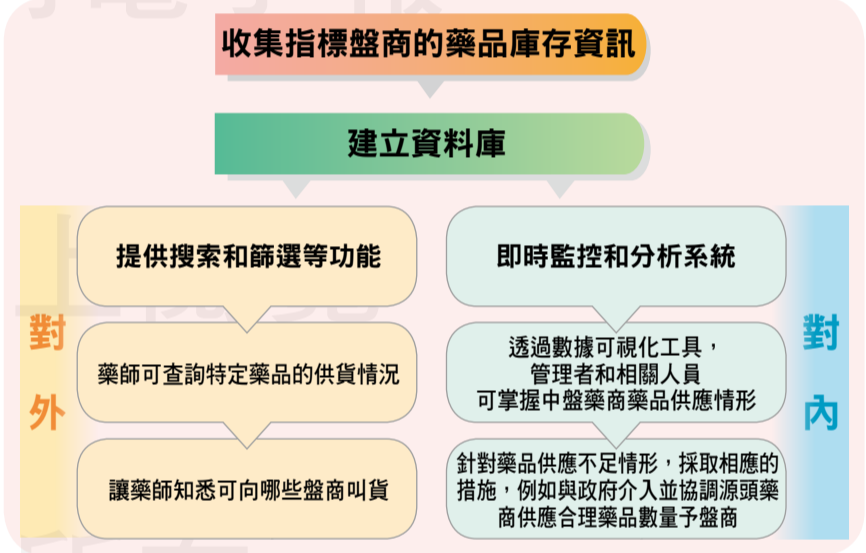 收集指標盤商的藥品庫存資訊
建立資料庫
對外
提供搜索和篩選等功能
藥師可查詢特定藥品的供貨情況
讓藥師知悉可向哪些盤商叫貨
對內
即時監控和分析系統
透過數據可視化工具，
管理者和相關人員
可掌握中盤藥商藥品供應情形
針對藥品供應不足情形，採取相應的
措施，例如與政府介入並協調源頭藥
商供應合理藥品數量予盤商